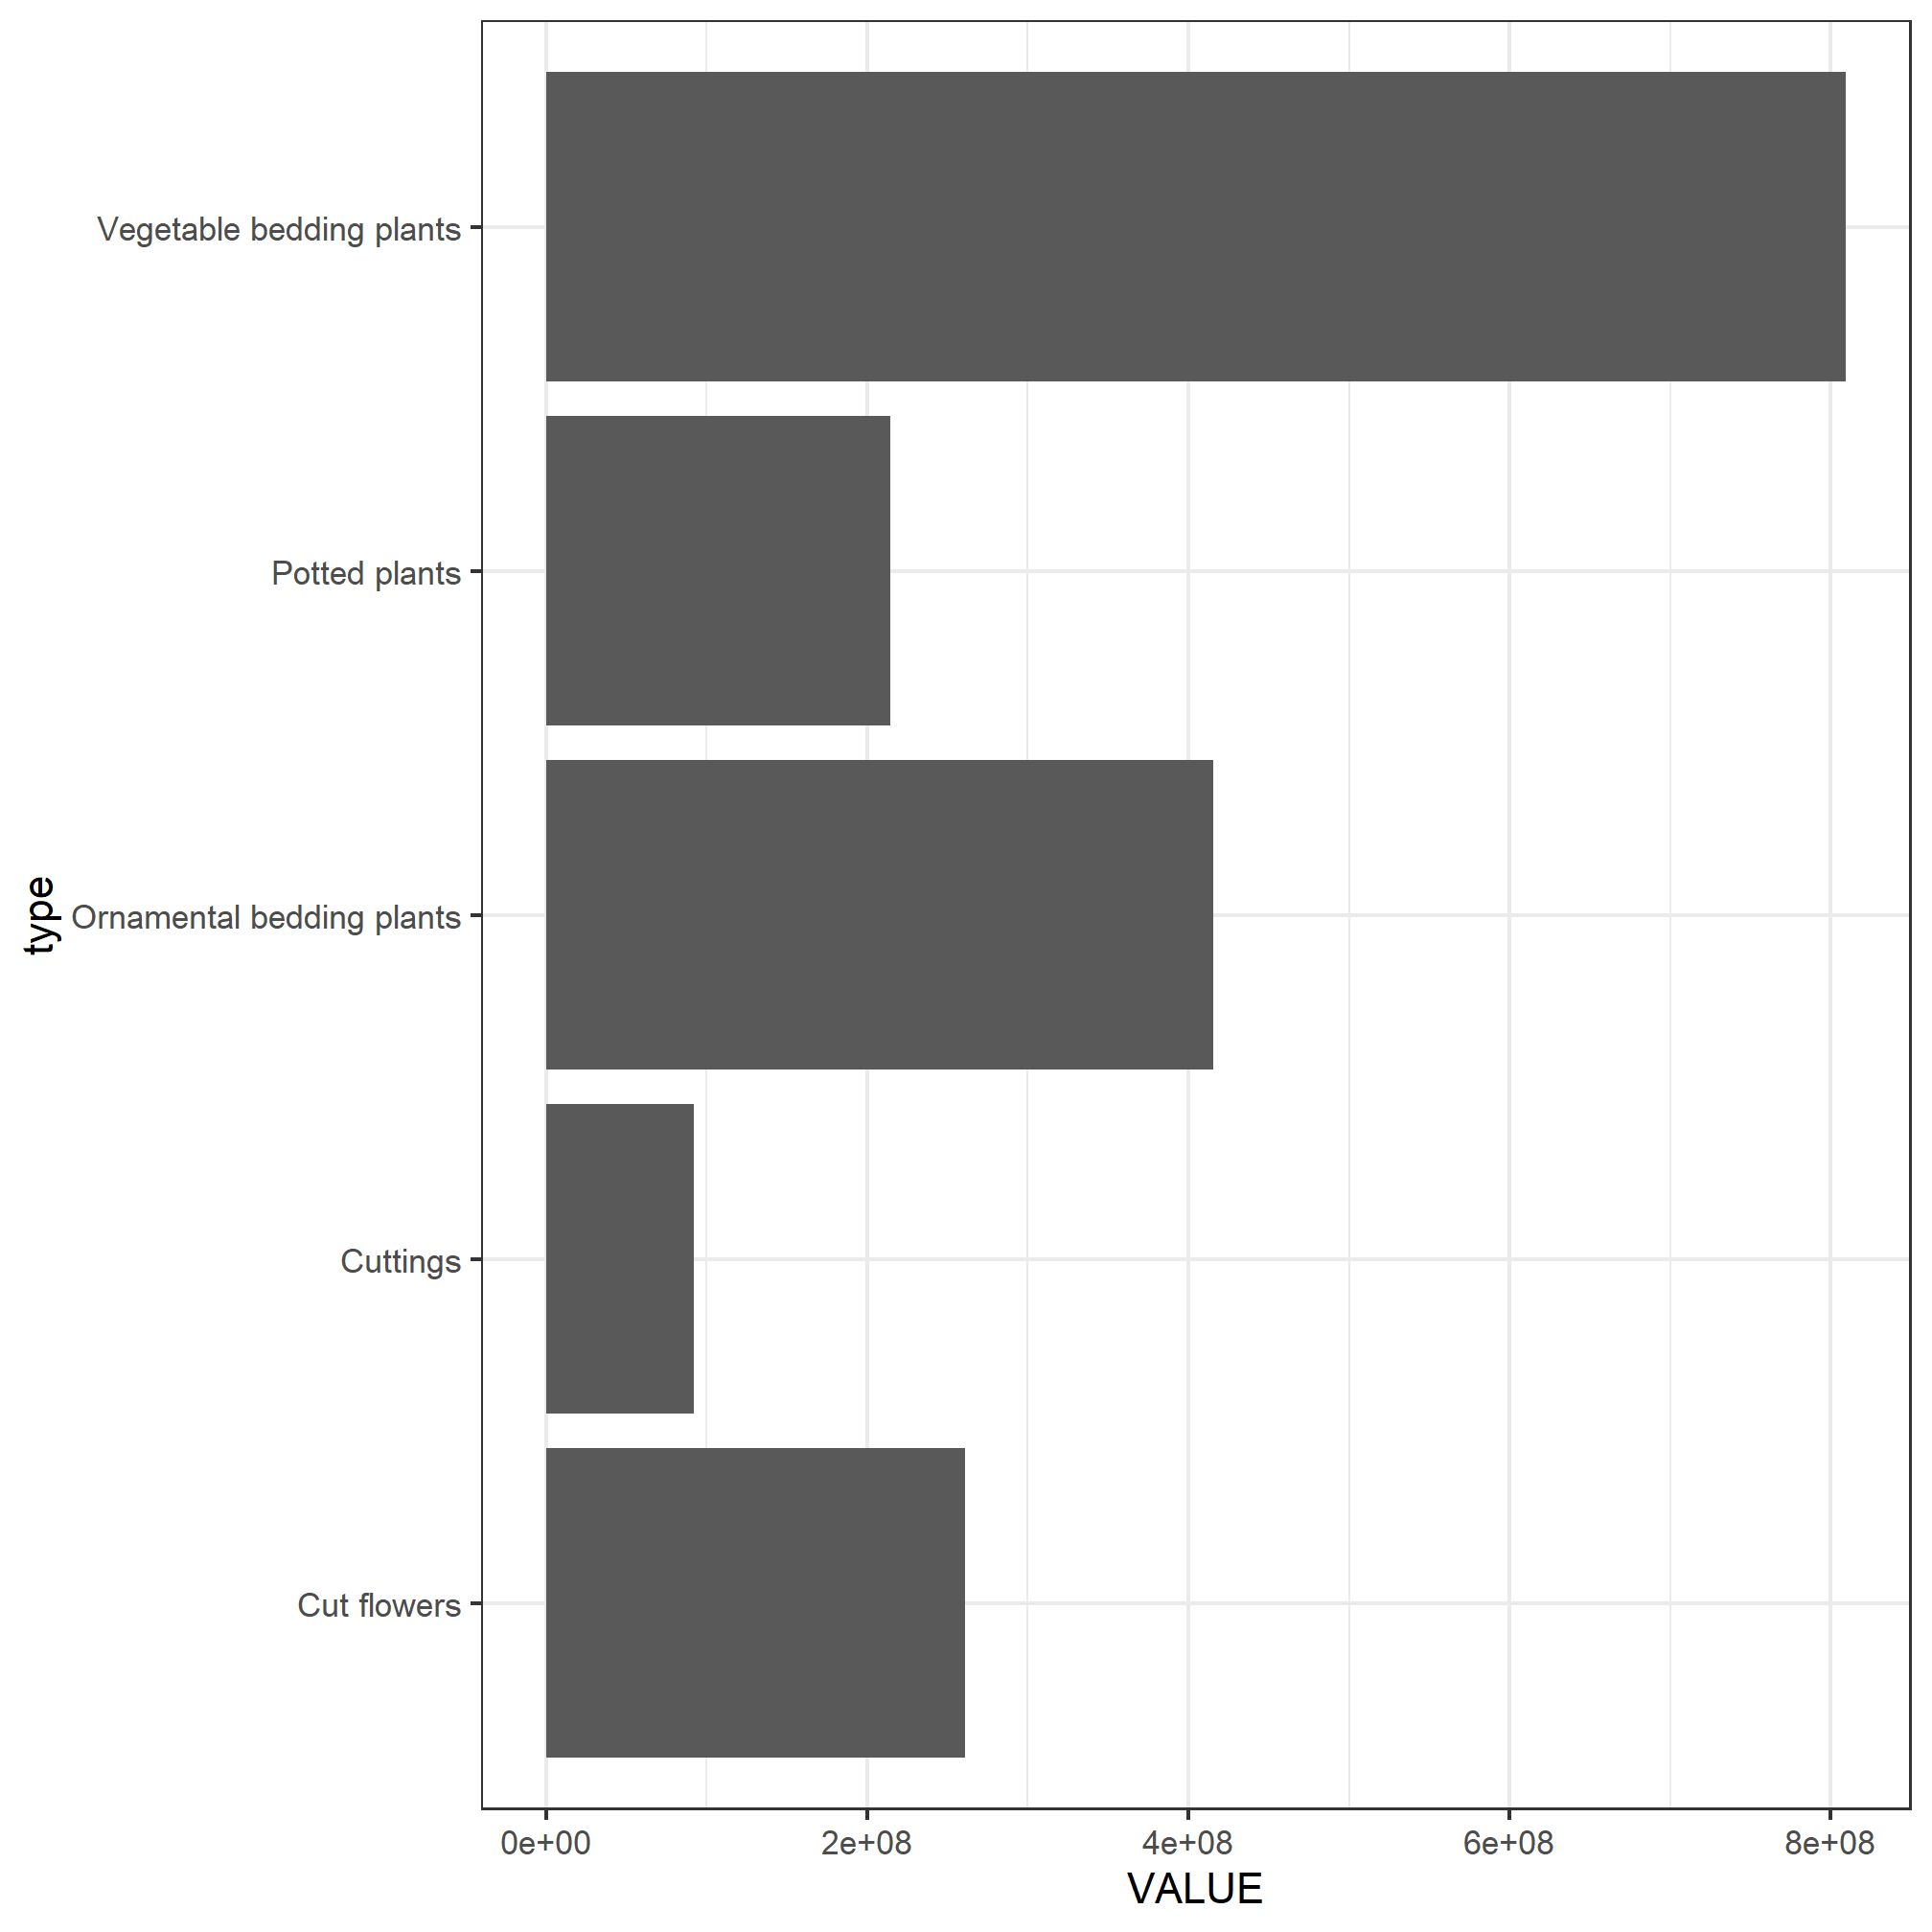 Vegetable bedding plants
Potted plants
Ornamental bedding plants
Cuttings
Cut flowers
type
0e+00 2e+08 4e+08 6e+08 8e+08
VALUE